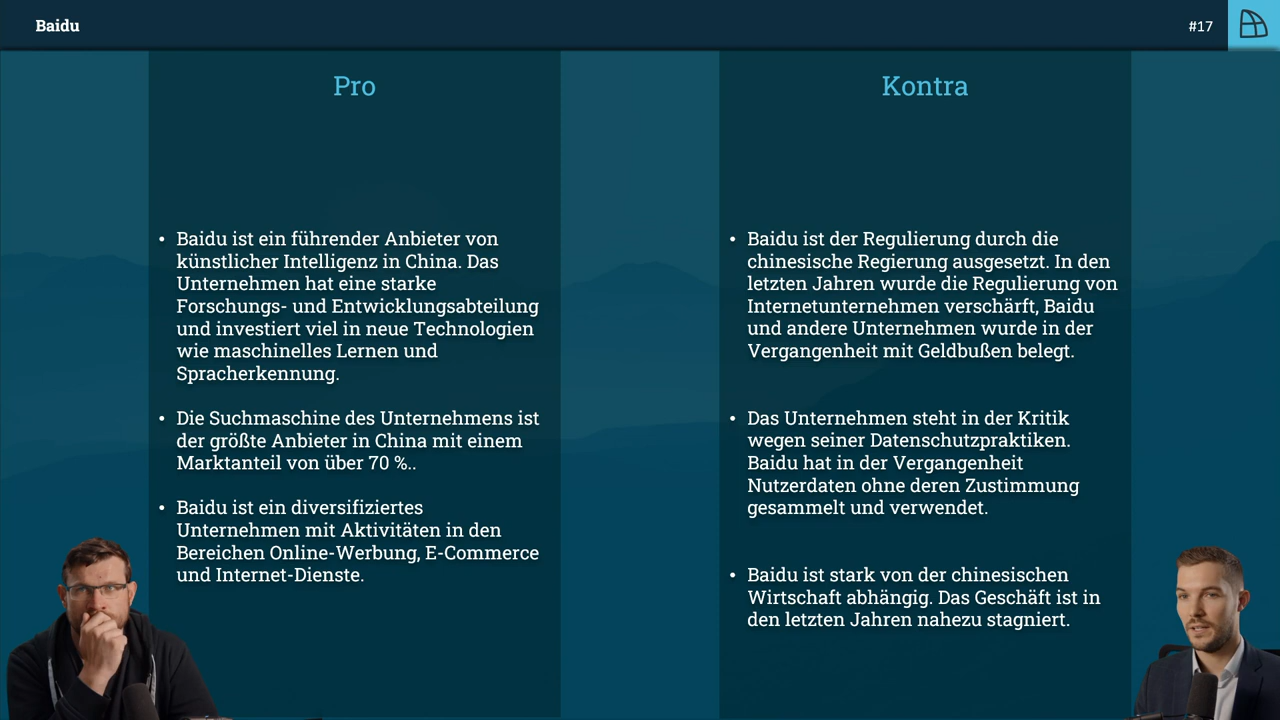 Baidu
#17
Pro
Kontra
• Baidu ist ein führender Anbieter von
künstlicher Intelligenz in China. Das
Unternehmen hat eine starke
Forschungs- und Entwicklungsabteilung
und investiert viel in neue Technologien
wie maschinelles Lernen und
Spracherkennung.
• Die Suchmaschine des Unternehmens ist
der größte Anbieter in China mit einem
Marktanteil von über 70 %..
• Baidu ist ein diversifiziertes
Unternehmen mit Aktivitäten in den
Bereichen Online-Werbung, E-Commerce
und Internet-Dienste.
• Baidu ist der Regulierung durch die
chinesische Regierung ausgesetzt. In den
letzten Jahren wurde die Regulierung von
Internetunternehmen verschärft, Baidu
und andere Unternehmen wurde in der
Vergangenheit mit Geldbußen belegt.
• Das Unternehmen steht in der Kritik
wegen seiner Datenschutzpraktiken.
Baidu hat in der Vergangenheit
Nutzerdaten ohne deren Zustimmung
gesammelt und verwendet.
• Baidu ist stark von der chinesischen
Wirtschaft abhängig. Das Geschäft ist in
den letzten Jahren nahezu stagniert.